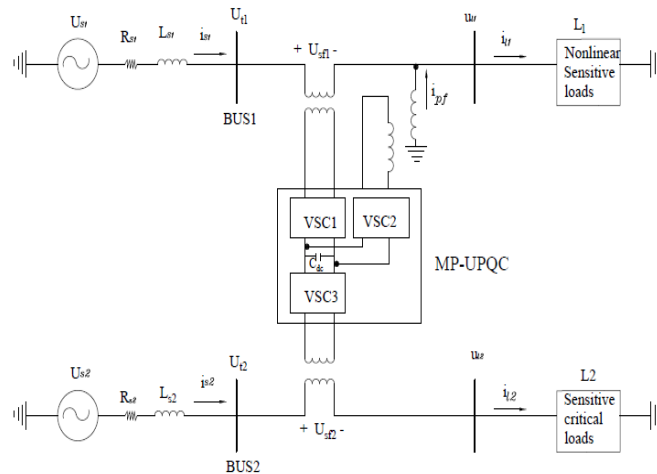 Us1
Rs1
Ls1
is1
Ut1
+ Usf1 -
ul1
il1
L1
Nonlinear
Sensitive
loads
BUS1
ipf
VSC1
VSC2
Cdc
VSC3
MP-UPQC
Us2
Rs2
Ls2
is2
Ut2
+ Usf2 -
ul2
il2
L2
Sensitive
critical
loads
BUS2